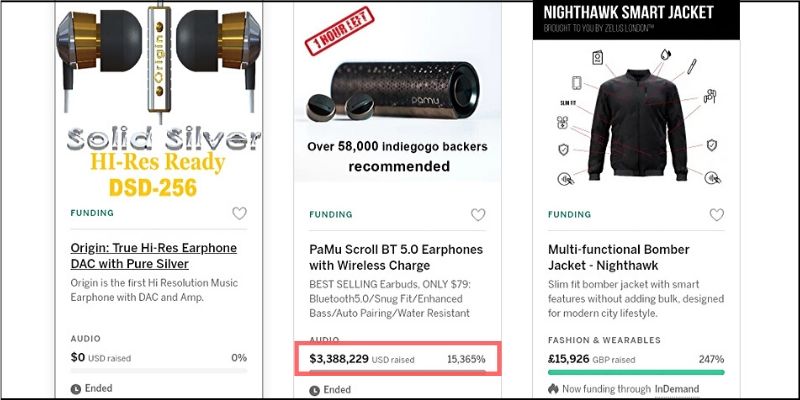 Origin
Solid Silver
HI-Res Ready
DSD-256
FUNDING
Origin: True Hi-Res Earphone
DAC with Pure Silver
Origin is the first Hi Resolution Music
Earphone with DAC and Amp.
AUDIO
$0 USD raised 0%
Ended
1 HOUR LEFT
PaMu
Over 58,000 indiegogo backers
recommended
FUNDING
PaMu Scroll BT 5.0 Earphones
with Wireless Charge
BEST SELLING Earbuds, ONLY $79:
Bluetooth5.0/Snug Fit/Enhanced
Bass/Auto Pairing/Water Resistant
AUDIO
$3,388,229 USD raised 15,365%
Ended
NIGHTHAWK SMART JACKET
BROUGHT TO YOU BY ZELUS LONDON™
SLIM FIT
FUNDING
Multi-functional Bomber
Jacket - Nighthawk
Slim fit bomber jacket with smart
features without adding bulk, designed
for modern city lifestyle.
FASHION & WEARABLES
£15,926 GBP raised 247%
Now funding through InDemand